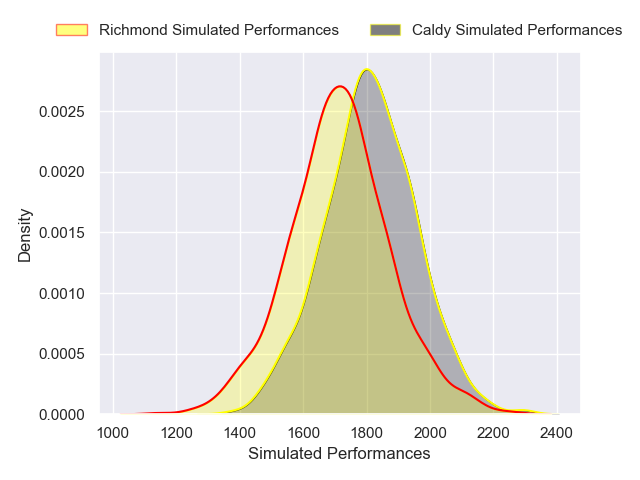 Richmond Simulated Performances
Caldy Simulated Performances
0.0025
0.0020
0.0015
0.0010
0.0005
0.0000
Density
1000 1200 1400 1600 1800 2000 2200 2400
Simulated Performances